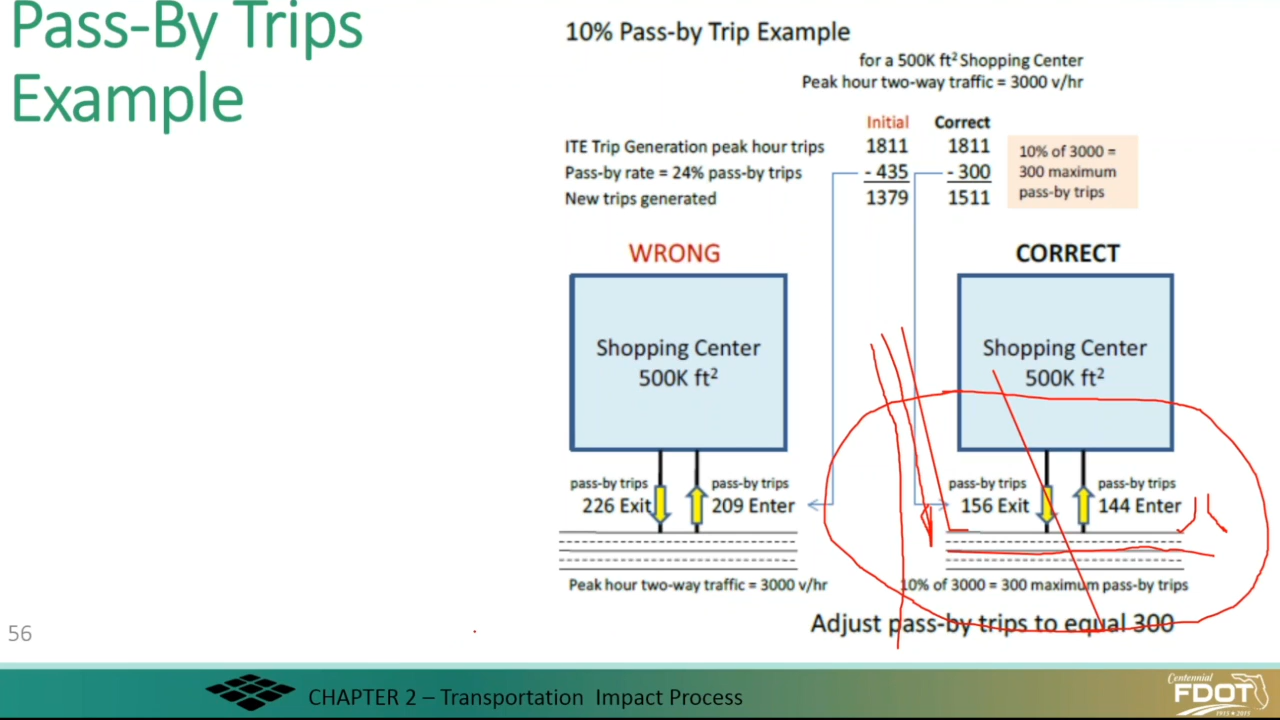 Pass-By Trips
Example
10% Pass-by Trip Example
for a 500K ft² Shopping Center
Peak hour two-way traffic = 3000 v/hr
Initial Correct
ITE Trip Generation peak hour trips 1811 1811
Pass-by rate = 24% pass-by trips - 435 - 300
New trips generated 1379 1511
10% of 3000 =
300 maximum
pass-by trips
WRONG
Shopping Center
500K ft²
pass-by trips
226 Exit
pass-by trips
209 Enter
Peak hour two-way traffic = 3000 v/hr
CORRECT
Shopping Center
500K ft²
pass-by trips
156 Exit
pass-by trips
144 Enter
10% of 3000 = 300 maximum pass-by trips
Adjust pass-by trips to equal 300
56
CHAPTER 2 – Transportation Impact Process
Centennial
FDOT
1915★2015